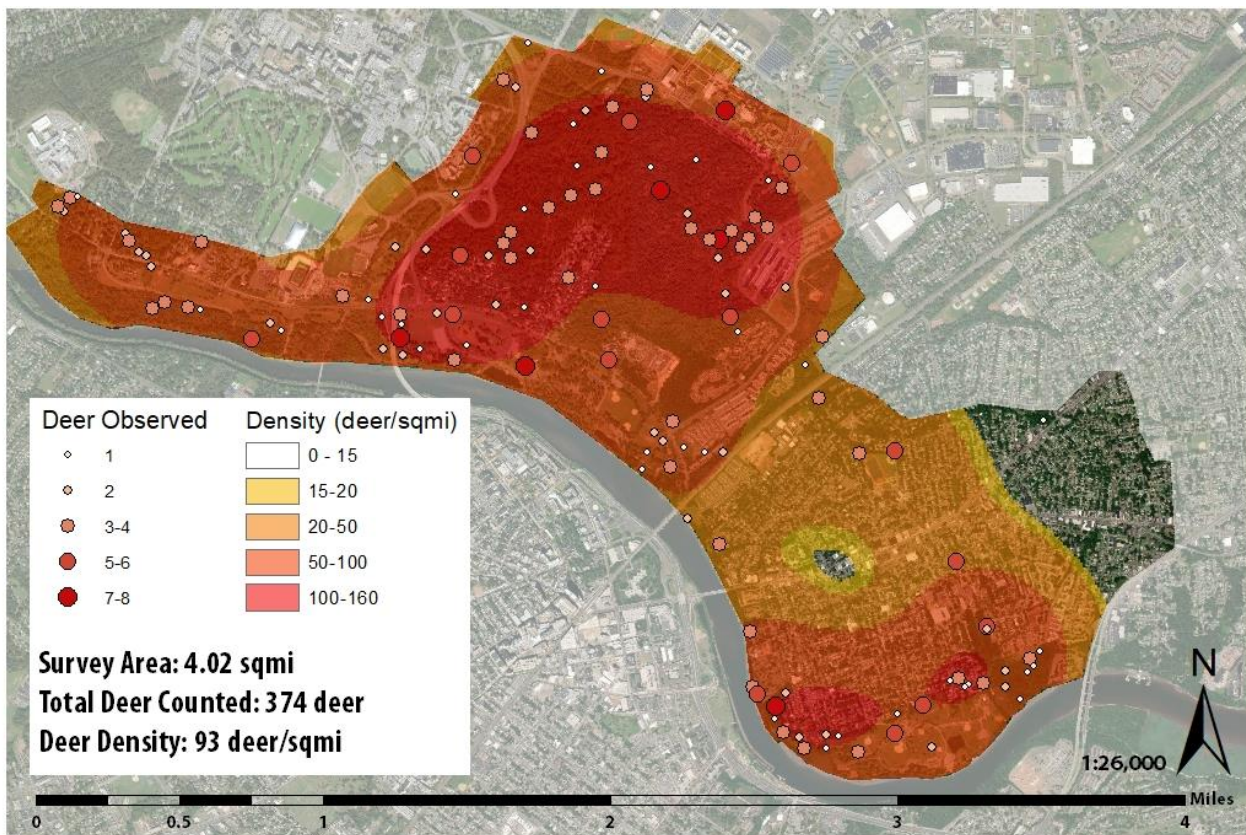 Deer Observed
1
2
3-4
5-6
7-8
Density (deer/sqmi)
0 - 15
15-20
20-50
50-100
100-160
Survey Area: 4.02 sqmi
Total Deer Counted: 374 deer
Deer Density: 93 deer/sqmi
N
1:26,000
Miles
0 0.5 1 2 3 4